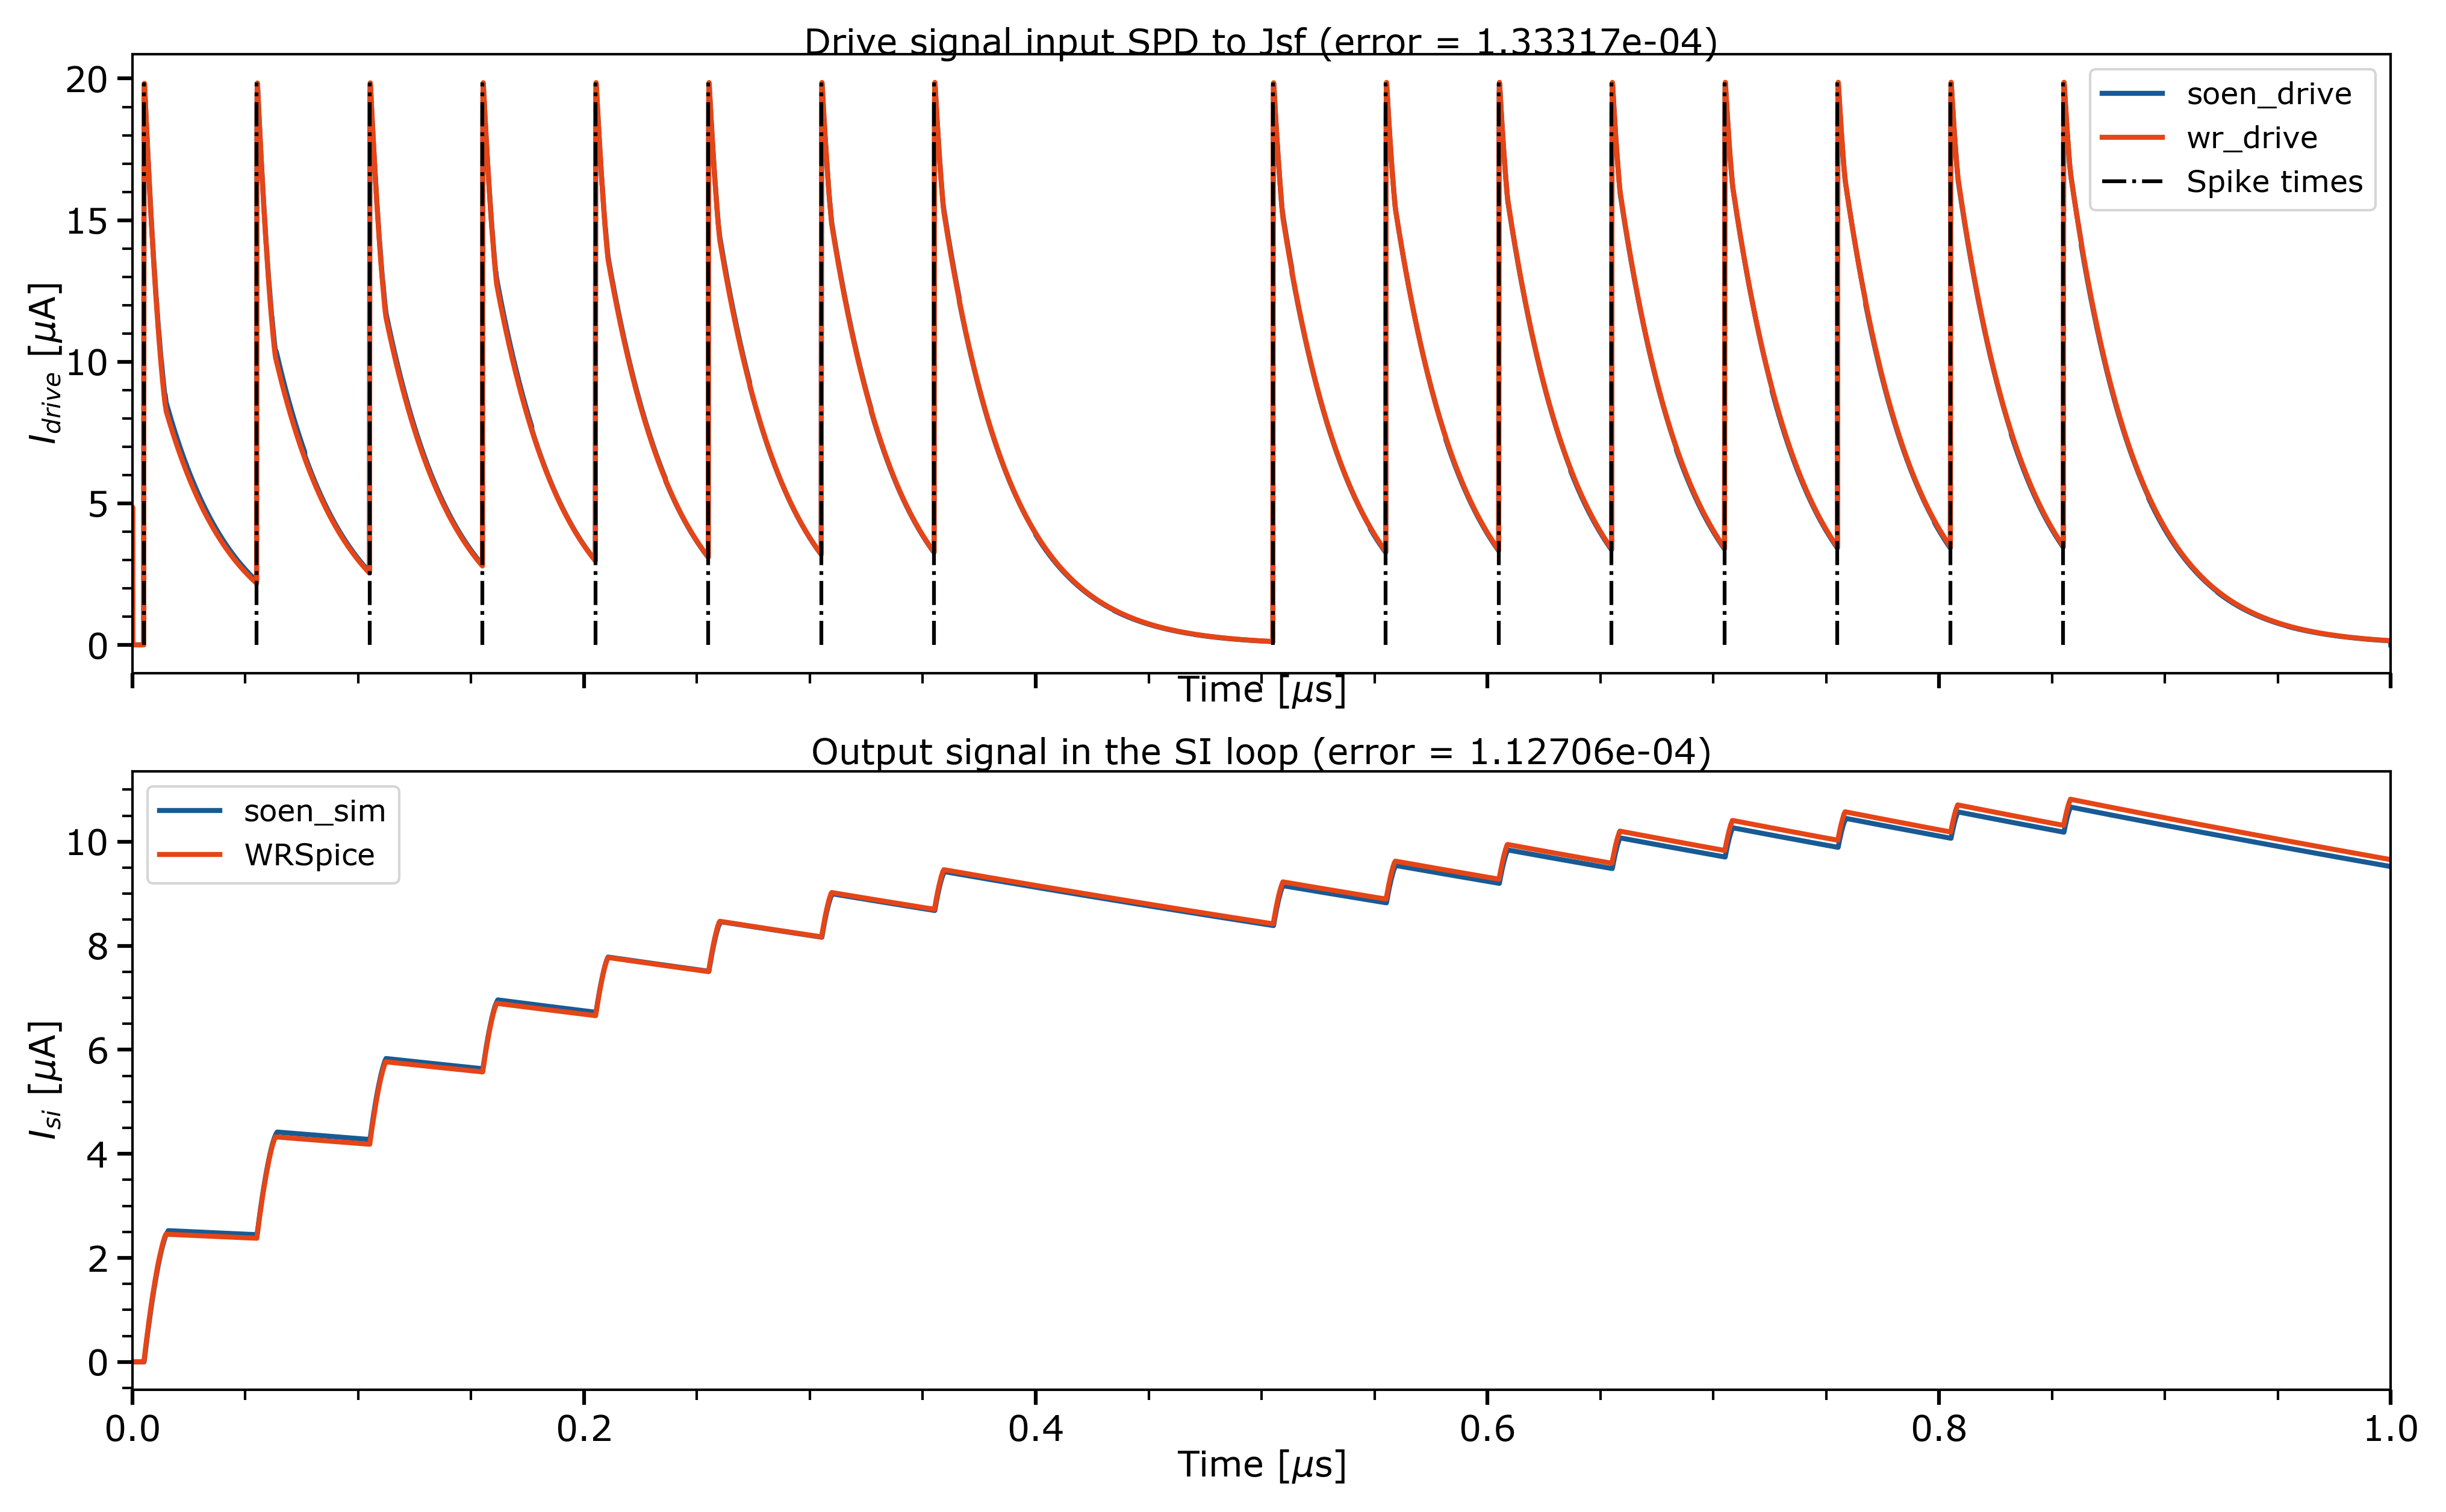 Drive signal input SPD to Jsf (error = 1.33317e-04)
20
15
10
5
0
I_drive [μA]
soen_drive
wr_drive
Spike times
Time [μs]
Output signal in the SI loop (error = 1.12706e-04)
10
8
6
4
2
0
I_si [μA]
soen_sim
WRSpice
0.0 0.2 0.4 0.6 0.8 1.0
Time [μs]